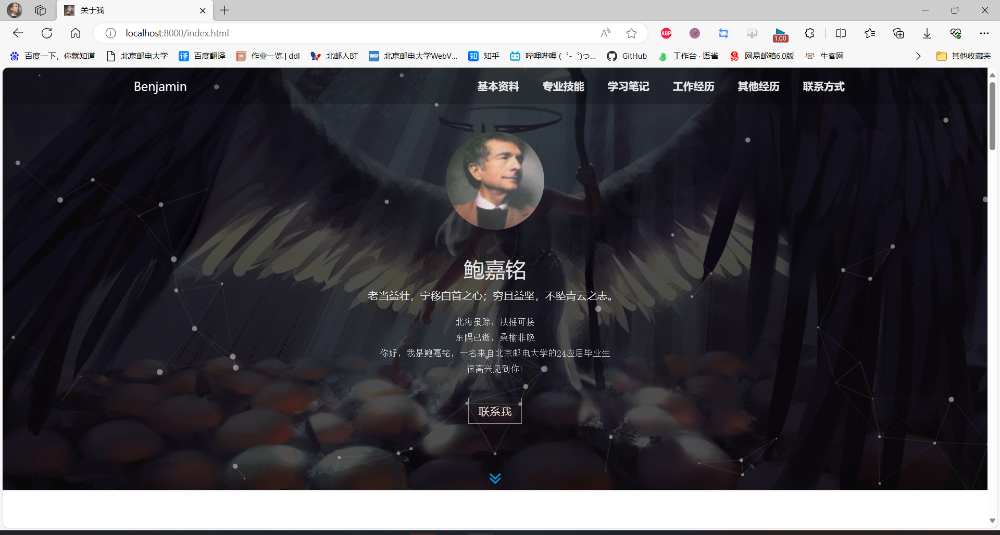 关于我
localhost:8000/index.html
ABP
1.00
百度一下，你就知道
北京邮电大学
译 百度翻译
作业一览 | ddl
北邮人BT
北京邮电大学WebV...
知 知乎
哔哩哔哩 (゜-゜)つ...
GitHub
工作台 · 语雀
网易邮箱6.0版
牛客网
其他收藏夹
Benjamin
基本资料 专业技能 学习笔记 工作经历 其他经历 联系方式
鲍嘉铭
老当益壮，宁移白首之心；穷且益坚，不坠青云之志。
北海虽赊，扶摇可接
东隅已逝，桑榆非晚
你好，我是鲍嘉铭，一名来自北京邮电大学的24应届毕业生
很高兴见到你!
联系我